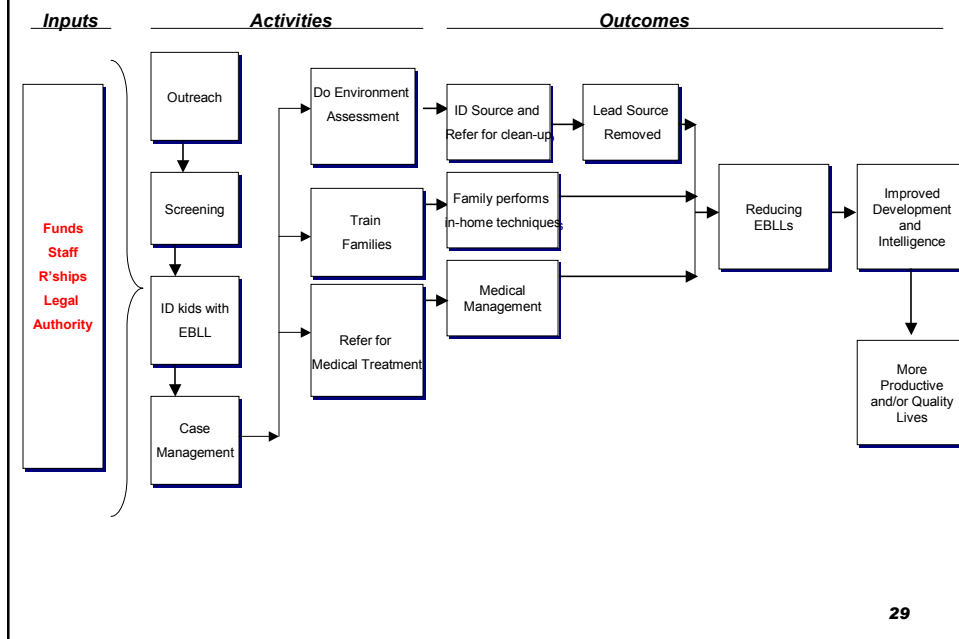 Inputs
Activities
Outcomes
Funds
Staff
R'ships
Legal
Authority
Outreach
Screening
ID kids with
EBLL
Case
Management
Do Environment
Assessment
Train
Families
Refer for
Medical Treatment
ID Source and
Refer for clean-up
Lead Source
Removed
Family performs
in-home techniques
Medical
Management
Reducing
EBLLs
Improved
Development
and
Intelligence
More
Productive
and/or Quality
Lives
29